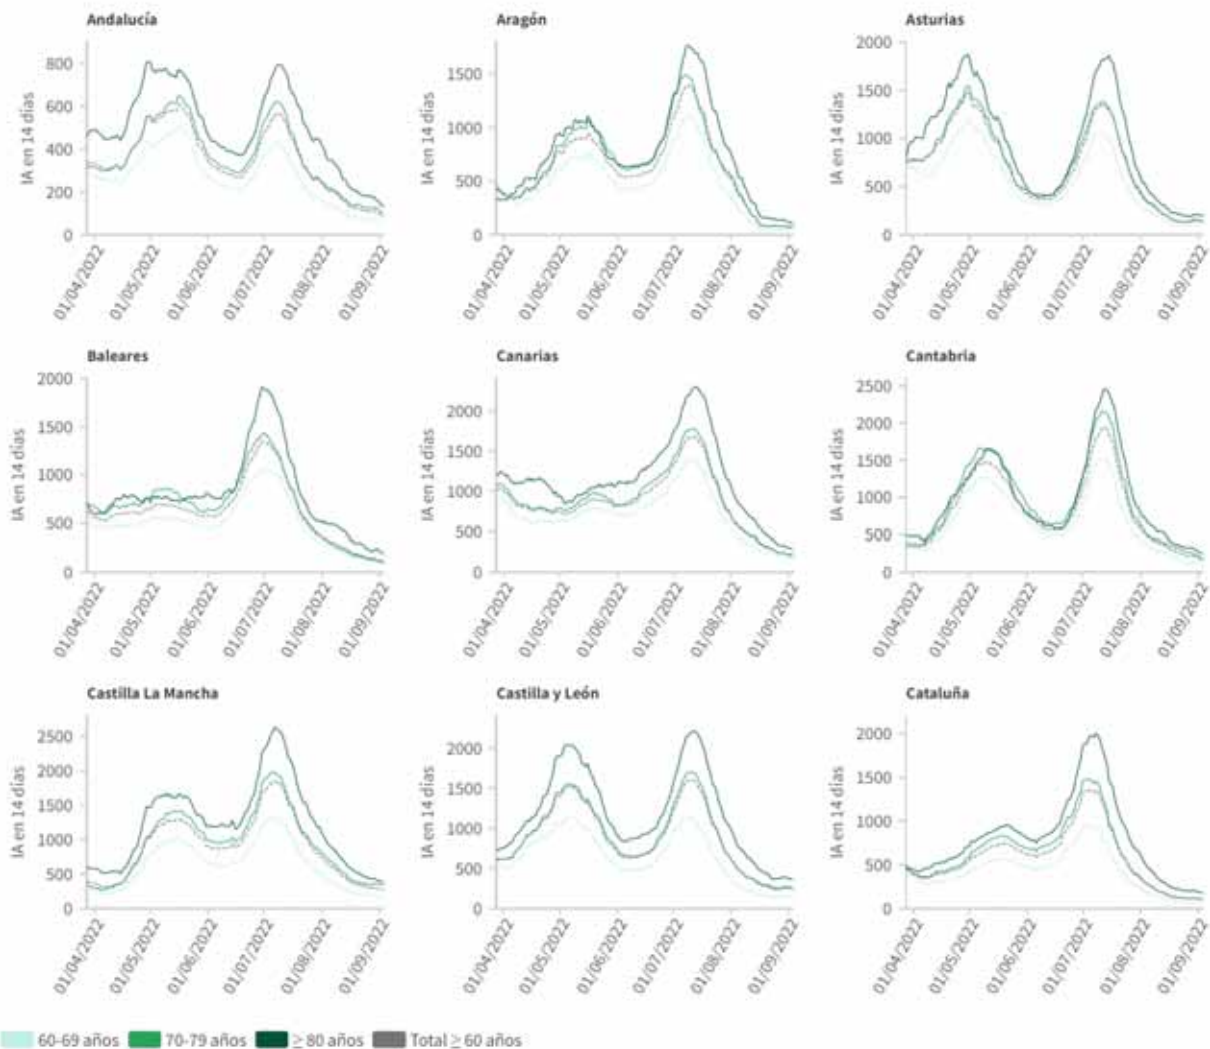 Andalucía Aragón Asturias
IA en 14 días
800
600
400
200
0
01/04/2022 01/05/2022 01/06/2022 01/07/2022 01/08/2022 01/09/2022
IA en 14 días
1500
1000
500
0
01/04/2022 01/05/2022 01/06/2022 01/07/2022 01/08/2022 01/09/2022
IA en 14 días
2000
1500
1000
500
0
01/04/2022 01/05/2022 01/06/2022 01/07/2022 01/08/2022 01/09/2022
Baleares Canarias Cantabria
IA en 14 días
2000
1500
1000
500
0
01/04/2022 01/05/2022 01/06/2022 01/07/2022 01/08/2022 01/09/2022
IA en 14 días
2000
1500
1000
500
0
01/04/2022 01/05/2022 01/06/2022 01/07/2022 01/08/2022 01/09/2022
IA en 14 días
2500
2000
1500
1000
500
0
01/04/2022 01/05/2022 01/06/2022 01/07/2022 01/08/2022 01/09/2022
Castilla La Mancha Castilla y León Cataluña
IA en 14 días
2500
2000
1500
1000
500
0
01/04/2022 01/05/2022 01/06/2022 01/07/2022 01/08/2022 01/09/2022
IA en 14 días
2000
1500
1000
500
0
01/04/2022 01/05/2022 01/06/2022 01/07/2022 01/08/2022 01/09/2022
IA en 14 días
2000
1500
1000
500
0
01/04/2022 01/05/2022 01/06/2022 01/07/2022 01/08/2022 01/09/2022
60-69 años 70-79 años ≥ 80 años Total ≥ 60 años